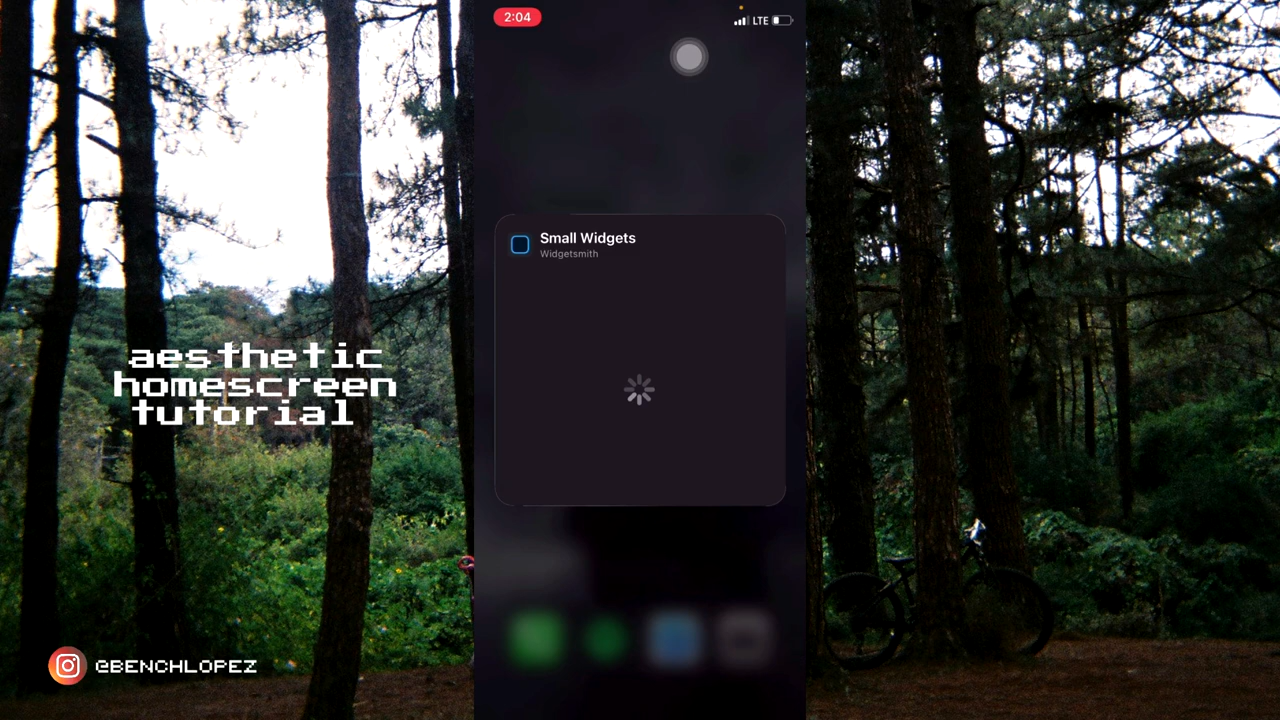 2:04
LTE
Small Widgets
Widgetsmith
aesthetic
homescreen
tutorial
@BENCHLOPEZ